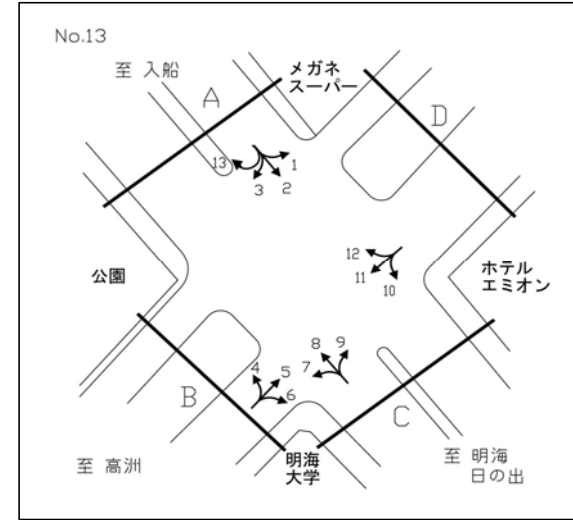 No.13
至 入船
A
メガネ
スーパー
D
13
1
3
2
公園
12
11
10
ホテル
エミオン
8
9
7
4
5
6
B
C
至 高洲
明海
大学
至 明海
日の出